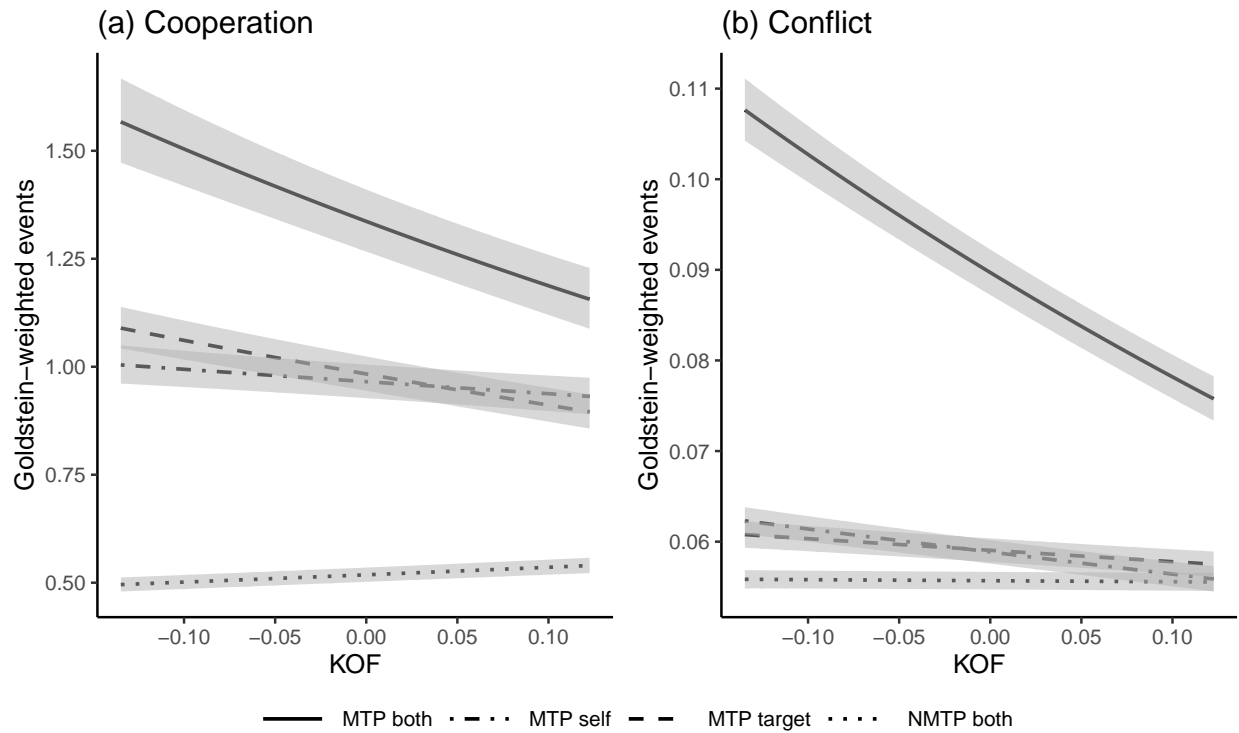 (a) Cooperation
Goldstein−weighted events
1.50
1.25
1.00
0.75
0.50
−0.10
−0.05
0.00
0.05
0.10
KOF
(b) Conflict
Goldstein−weighted events
0.11
0.10
0.09
0.08
0.07
0.06
−0.10
−0.05
0.00
0.05
0.10
KOF
MTP both
MTP self
MTP target
NMTP both